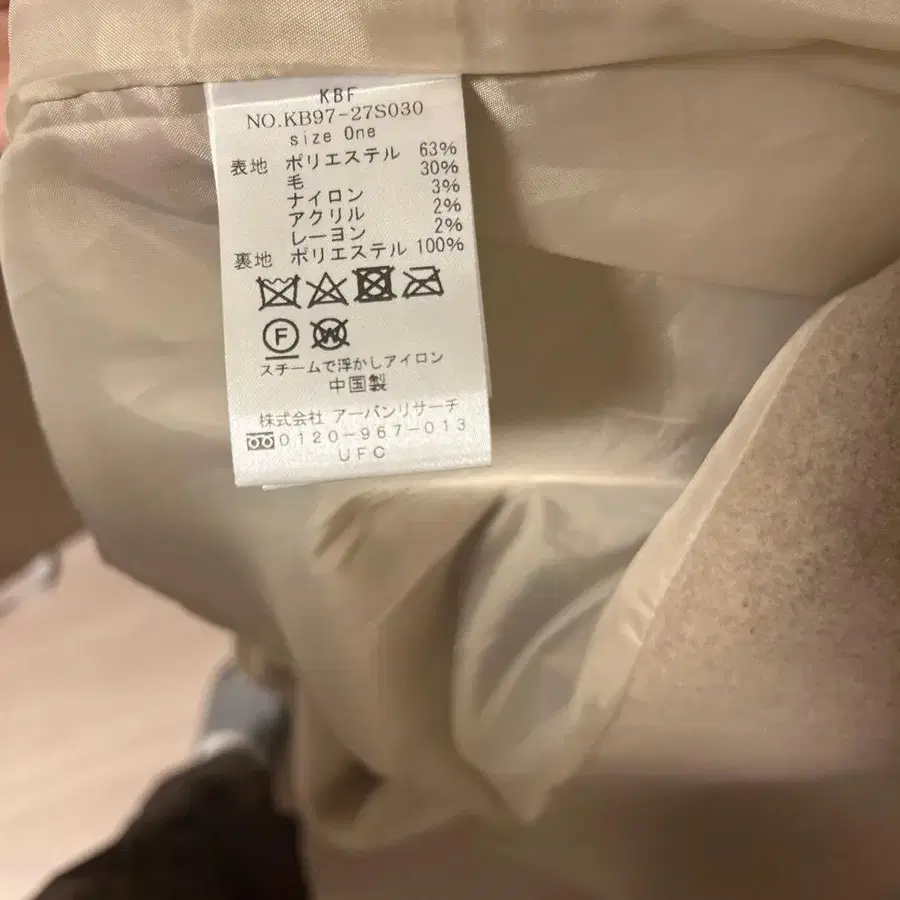 KBF
NO.KB97-27S030
size One
表地 ポリエステル 63%
毛 30%
ナイロン 3%
アクリル 2%
レーヨン 2%
裏地 ポリエステル 100%
F W
スチームで浮かしアイロン
中国製
株式会社 アーバンリサーチ
0120-967-013
UFC